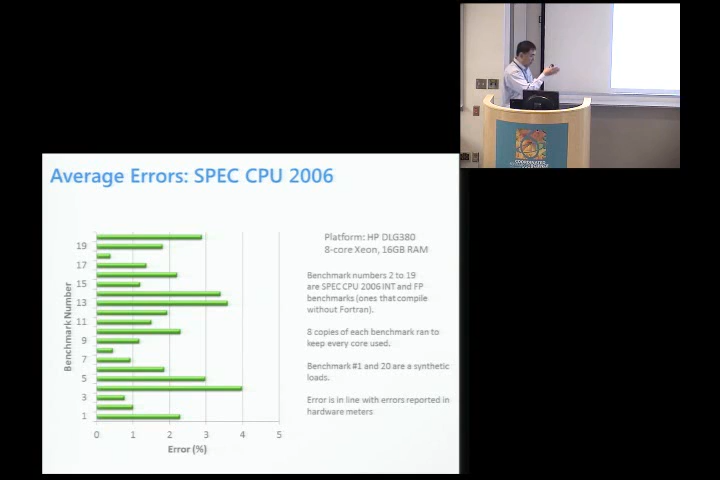 COORDINATED
Average Errors: SPEC CPU 2006
Platform: HP DLG380
8-core Xeon, 16GB RAM
Benchmark numbers 2 to 19
are SPEC CPU 2006 INT and FP
benchmarks (ones that compile
without Fortran).
8 copies of each benchmark ran to
keep every core used.
Benchmark #1 and 20 are a synthetic
loads.
Error is in line with errors reported in
hardware meters
Benchmark Number
19
17
15
13
11
9
7
5
3
1
0 1 2 3 4 5
Error (%)